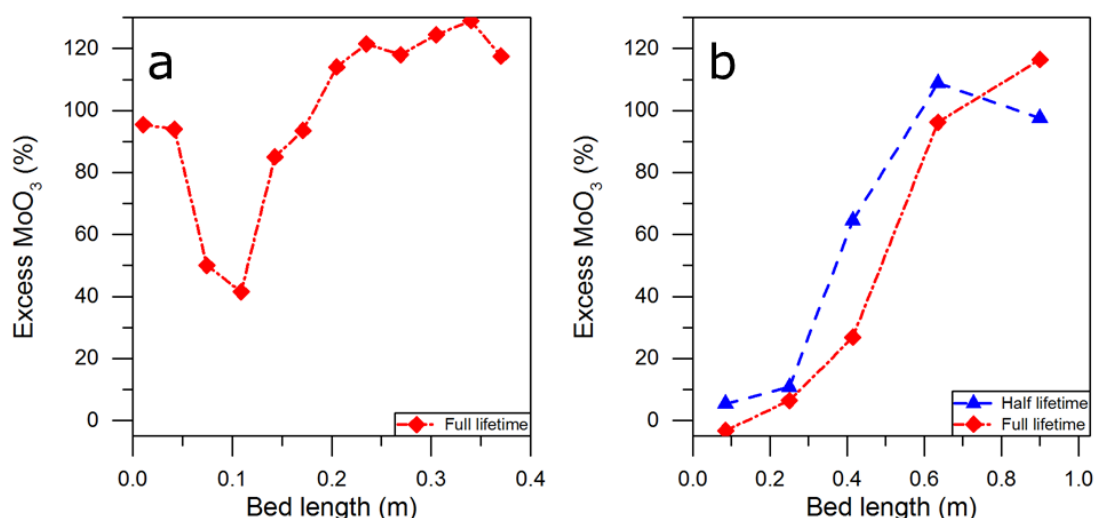 a
Excess MoO₃ (%)
120
100
80
60
40
20
0
Full lifetime
0.0 0.1 0.2 0.3 0.4
Bed length (m)
b
Excess MoO₃ (%)
120
100
80
60
40
20
0
Half lifetime
Full lifetime
0.0 0.2 0.4 0.6 0.8 1.0
Bed length (m)